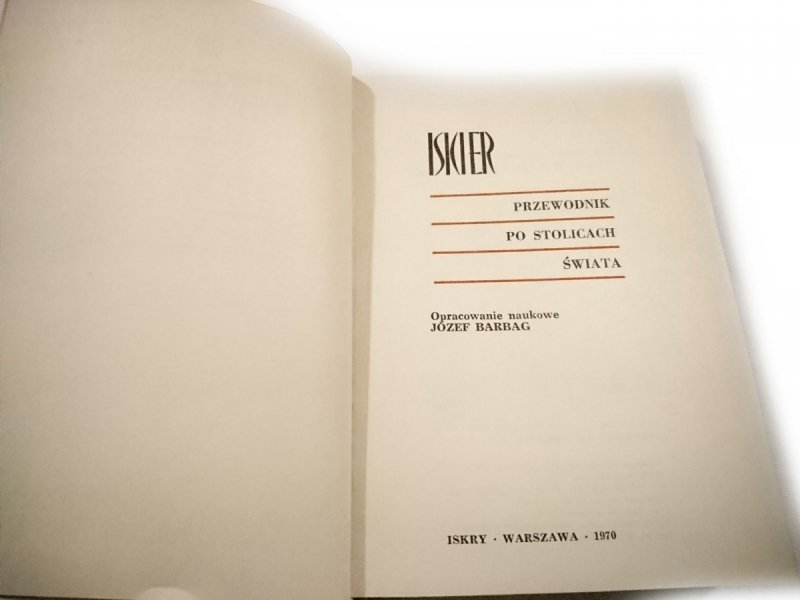 ISKIER
PRZEWODNIK
PO STOLICACH
ŚWIATA
Opracowanie naukowe
JÓZEF BARBAG
ISKRY · WARSZAWA · 1970